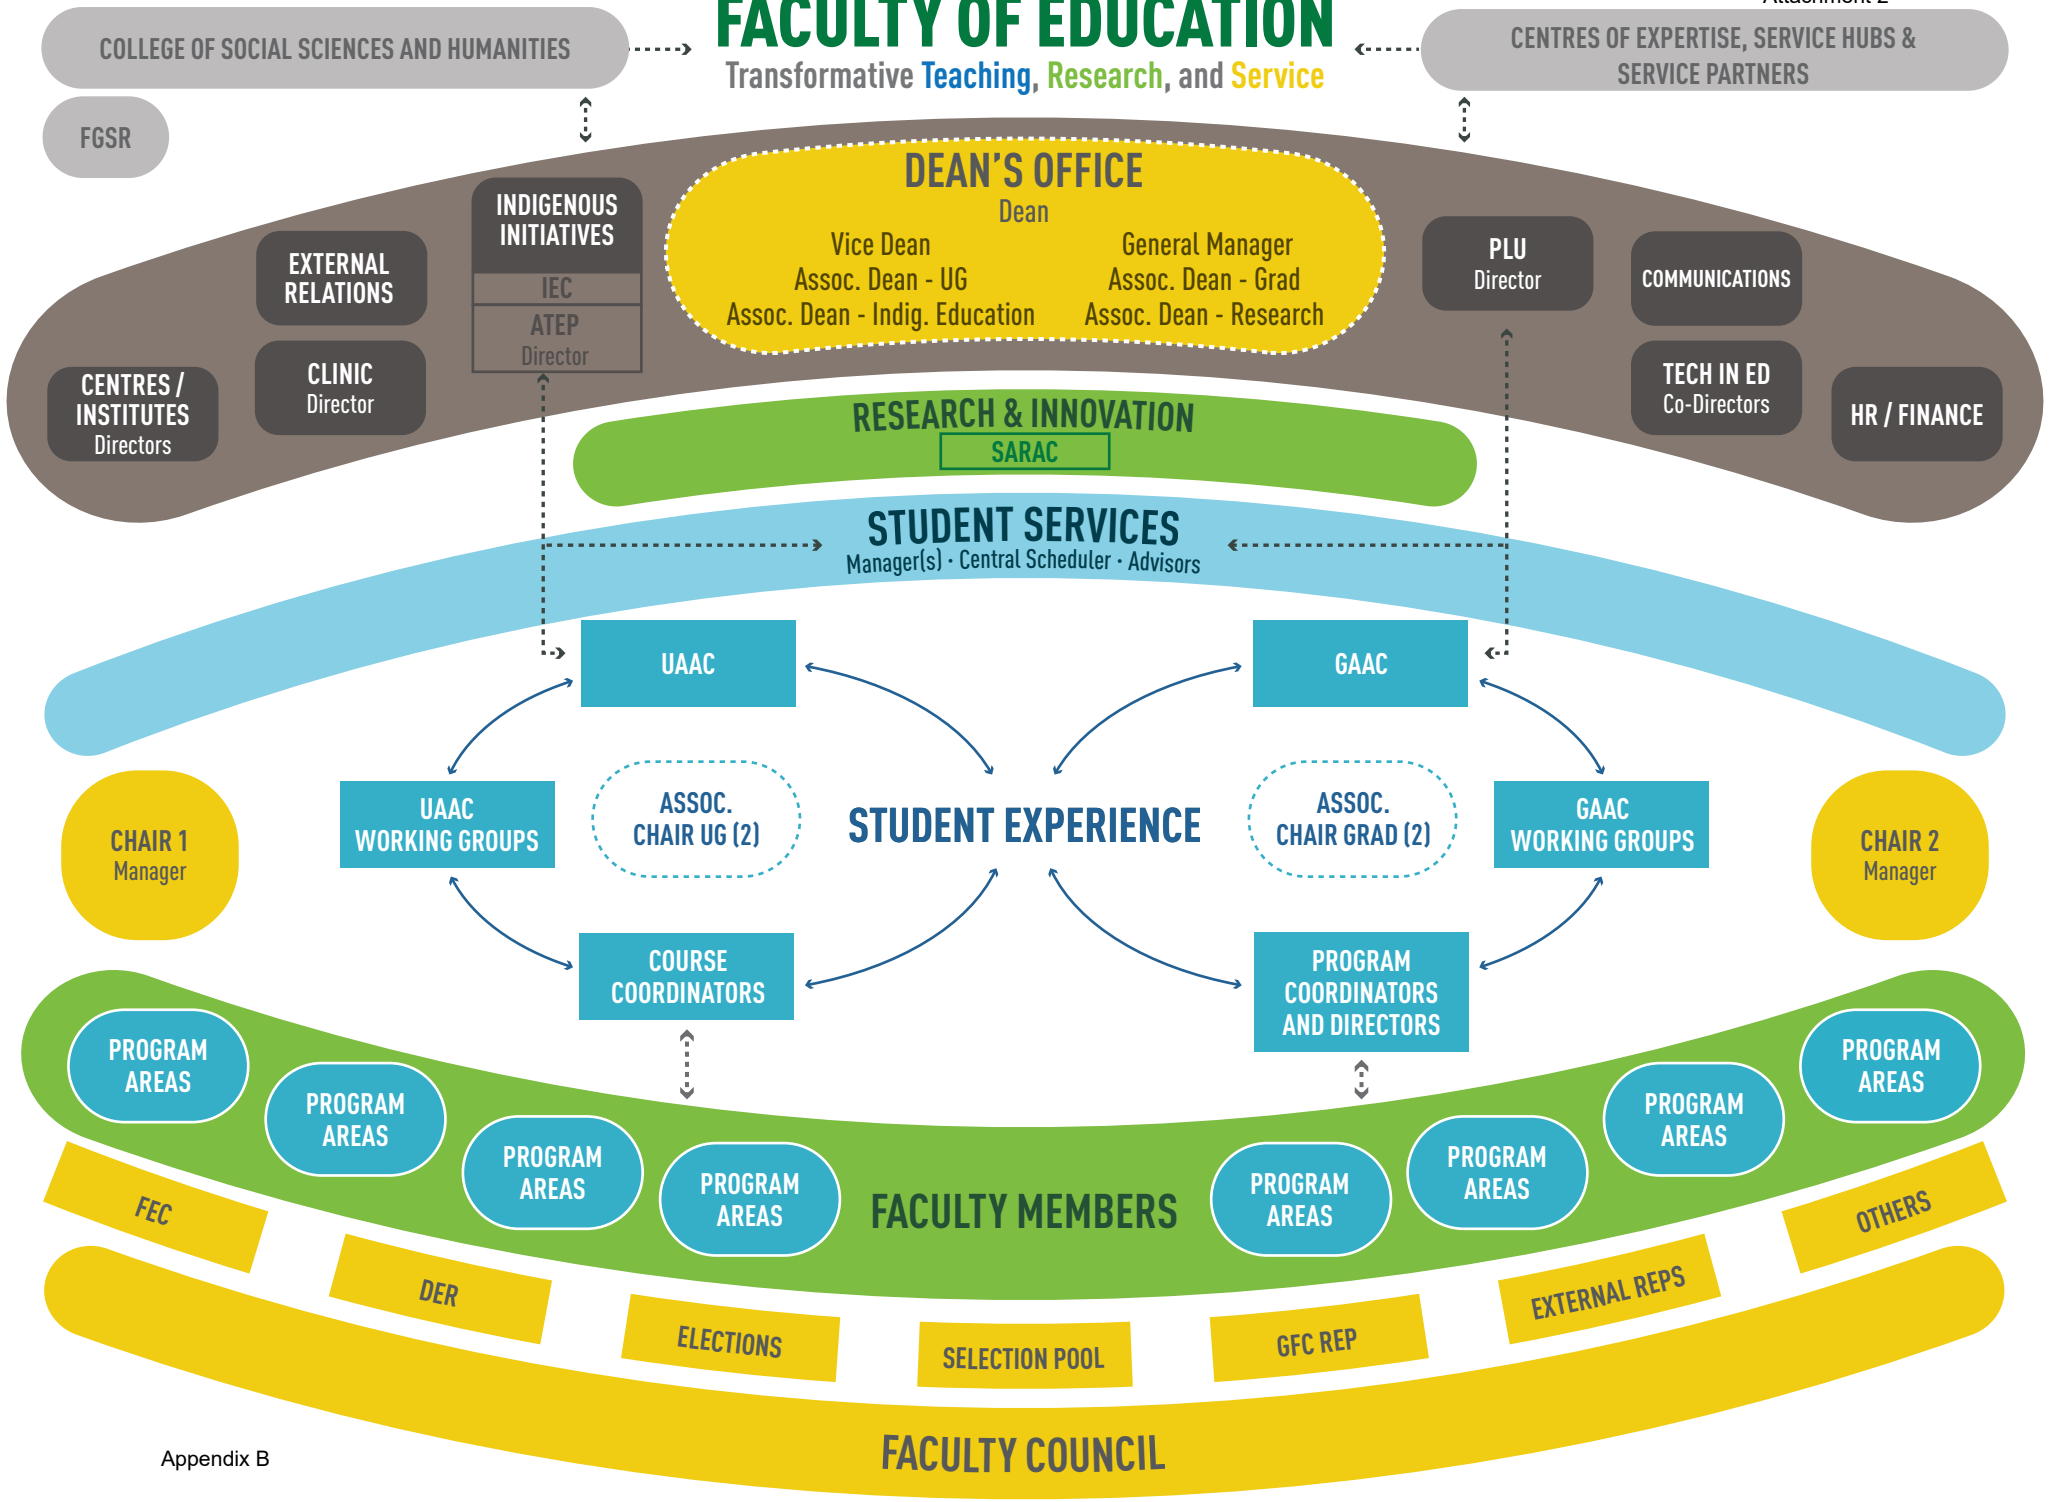 Attachment 2
FACULTY OF EDUCATION
Transformative Teaching, Research, and Service
COLLEGE OF SOCIAL SCIENCES AND HUMANITIES
CENTRES OF EXPERTISE, SERVICE HUBS &
SERVICE PARTNERS
FGSR
DEAN'S OFFICE
Dean
Vice Dean
General Manager
Assoc. Dean - UG
Assoc. Dean - Grad
Assoc. Dean - Indig. Education
Assoc. Dean - Research
INDIGENOUS
INITIATIVES
IEC
ATEP
Director
EXTERNAL
RELATIONS
CLINIC
Director
CENTRES /
INSTITUTES
Directors
PLU
Director
COMMUNICATIONS
TECH IN ED
Co-Directors
HR / FINANCE
RESEARCH & INNOVATION
SARAC
STUDENT SERVICES
Manager(s) · Central Scheduler · Advisors
UAAC
GAAC
UAAC
WORKING GROUPS
ASSOC.
CHAIR UG (2)
STUDENT EXPERIENCE
ASSOC.
CHAIR GRAD (2)
GAAC
WORKING GROUPS
CHAIR 1
Manager
CHAIR 2
Manager
COURSE
COORDINATORS
PROGRAM
COORDINATORS
AND DIRECTORS
PROGRAM
AREAS
PROGRAM
AREAS
PROGRAM
AREAS
PROGRAM
AREAS
FACULTY MEMBERS
PROGRAM
AREAS
PROGRAM
AREAS
PROGRAM
AREAS
PROGRAM
AREAS
FEC
DER
ELECTIONS
SELECTION POOL
GFC REP
EXTERNAL REPS
OTHERS
FACULTY COUNCIL
Appendix B